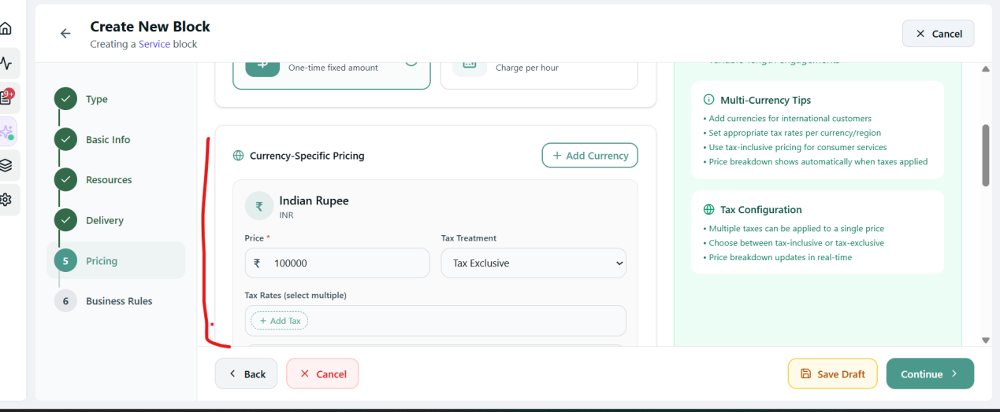 Create New Block
Creating a Service block
Cancel
9+
Type
Basic Info
Resources
Delivery
5 Pricing
6 Business Rules
One-time fixed amount
Charge per hour
Currency-Specific Pricing
+ Add Currency
₹ Indian Rupee
INR
Price *
₹ 100000
Tax Treatment
Tax Exclusive
Tax Rates (select multiple)
+ Add Tax
variable-length engagements
Multi-Currency Tips
• Add currencies for international customers
• Set appropriate tax rates per currency/region
• Use tax-inclusive pricing for consumer services
• Price breakdown shows automatically when taxes applied
Tax Configuration
• Multiple taxes can be applied to a single price
• Choose between tax-inclusive or tax-exclusive
• Price breakdown updates in real-time
Back
Cancel
Save Draft
Continue